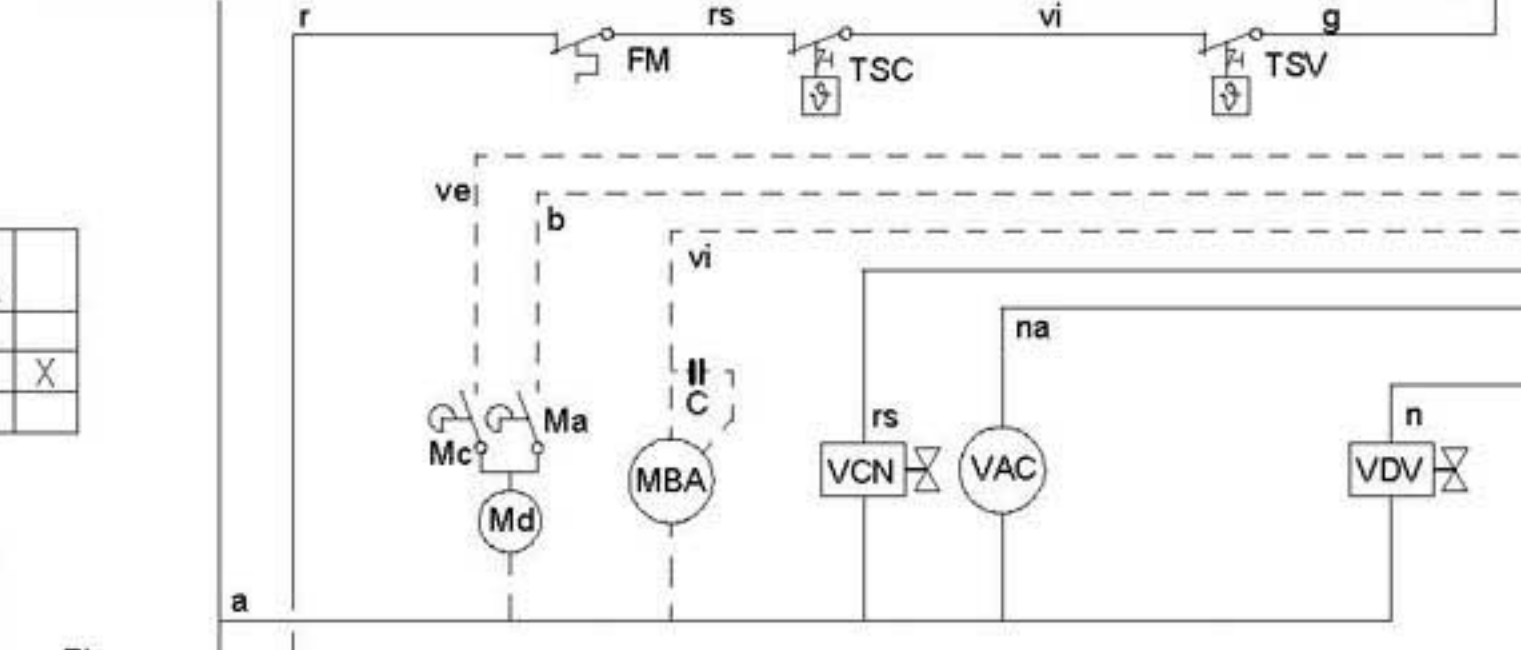 r rs vi g
FM TSC TSV
ϑ ϑ
ve
b
vi
na
X
C
rs n
Mc Ma
MBA VCN VAC VDV
Md
a